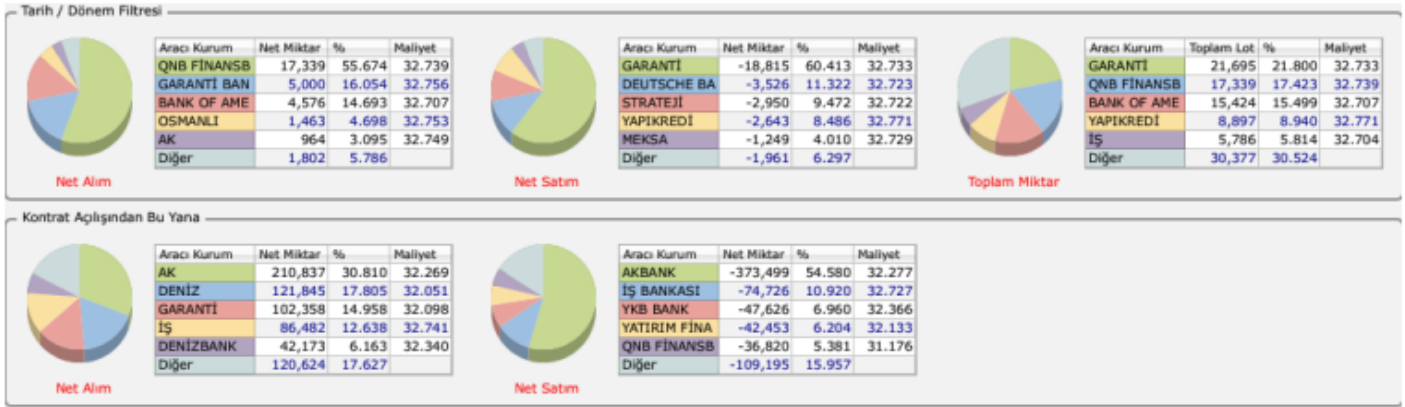 Tarih / Dönem Filtresi
Aracı Kurum Net Miktar % Maliyet
QNB FİNANSB 17,339 55.674 32.739
GARANTİ BAN 5,000 16.054 32.756
BANK OF AME 4,576 14.693 32.707
OSMANLI 1,463 4.698 32.753
AK 964 3.095 32.749
Diğer 1,802 5.786
Net Alım
Aracı Kurum Net Miktar % Maliyet
GARANTİ -18,815 60.413 32.733
DEUTSCHE BA -3,526 11.322 32.723
STRATEJİ -2,950 9.472 32.722
YAPIKREDİ -2,643 8.486 32.771
MEKSA -1,249 4.010 32.729
Diğer -1,961 6.297
Net Satım
Aracı Kurum Toplam Lot % Maliyet
GARANTİ 21,695 21.800 32.733
QNB FİNANSB 17,339 17.423 32.739
BANK OF AME 15,424 15.499 32.707
YAPIKREDİ 8,897 8.940 32.771
İŞ 5,786 5.814 32.704
Diğer 30,377 30.524
Toplam Miktar
Kontrat Açılışından Bu Yana
Aracı Kurum Net Miktar % Maliyet
AK 210,837 30.810 32.269
DENİZ 121,845 17.805 32.051
GARANTİ 102,358 14.958 32.098
İŞ 86,482 12.638 32.741
DENİZBANK 42,173 6.163 32.340
Diğer 120,624 17.627
Net Alım
Aracı Kurum Net Miktar % Maliyet
AKBANK -373,499 54.580 32.277
İŞ BANKASI -74,726 10.920 32.727
YKB BANK -47,626 6.960 32.366
YATIRIM FİNA -42,453 6.204 32.133
QNB FİNANSB -36,820 5.381 31.176
Diğer -109,195 15.957
Net Satım